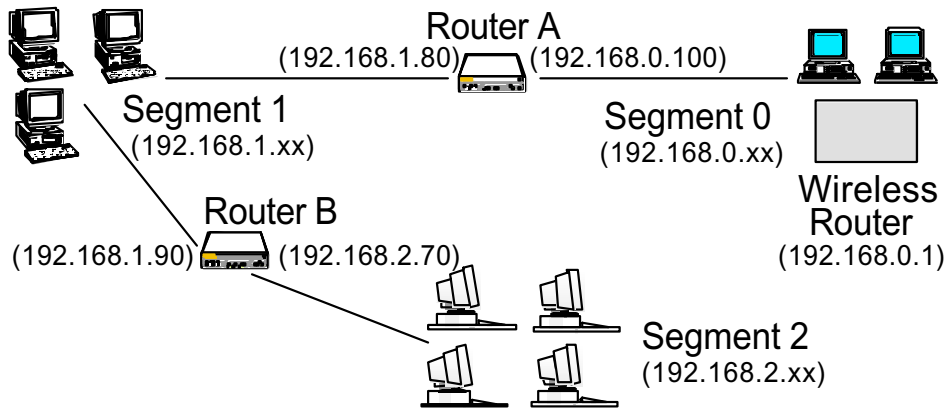 Router A
(192.168.1.80)
(192.168.0.100)
Segment 1
(192.168.1.xx)
Segment 0
(192.168.0.xx)
Wireless
Router
(192.168.0.1)
Router B
(192.168.1.90)
(192.168.2.70)
Segment 2
(192.168.2.xx)